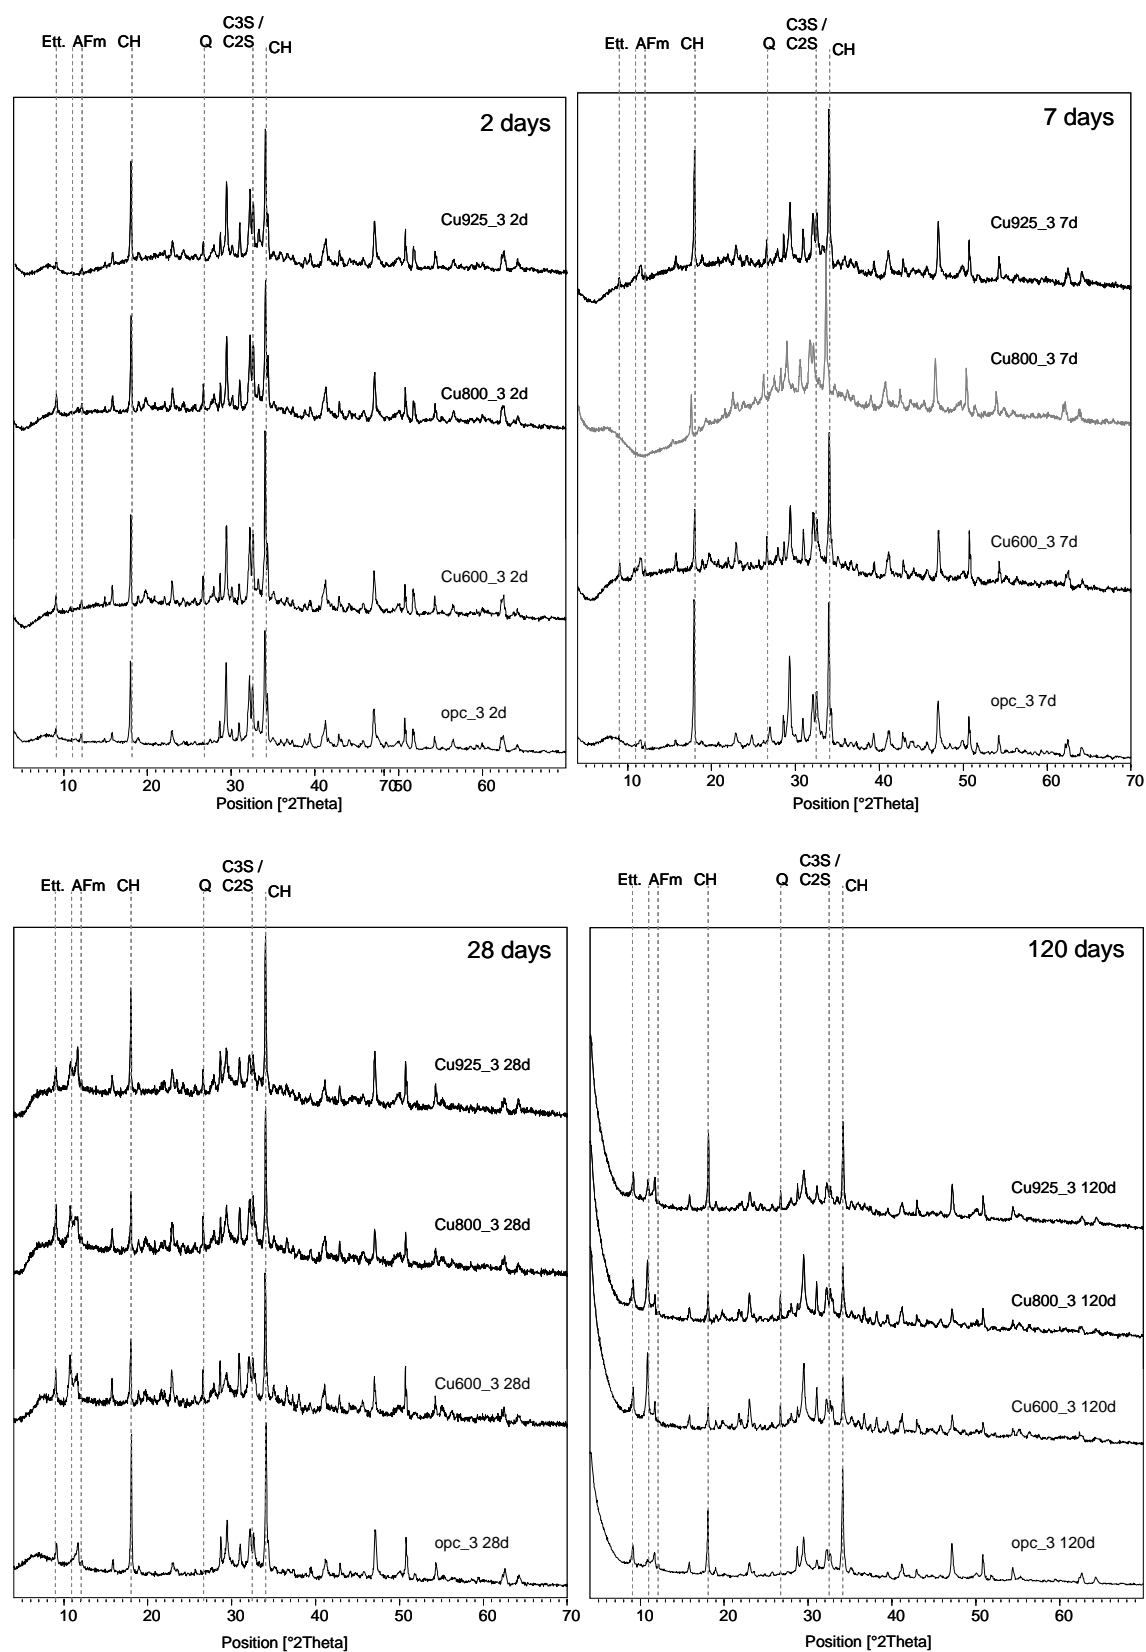 C3S /
Ett. AFm CH Q C2S CH
2 days
Cu925_3 2d
Cu800_3 2d
Cu600_3 2d
opc_3 2d
10 20 30 40 60
Position [°2Theta]
C3S /
Ett. AFm CH Q C2S CH
7 days
Cu925_3 7d
Cu800_3 7d
Cu600_3 7d
opc_3 7d
10 20 30 40 50 60 70
Position [°2Theta]
C3S /
Ett. AFm CH Q C2S CH
28 days
Cu925_3 28d
Cu800_3 28d
Cu600_3 28d
opc_3 28d
10 20 30 40 50 60 70
Position [°2Theta]
C3S /
Ett. AFm CH Q C2S CH
120 days
Cu925_3 120d
Cu800_3 120d
Cu600_3 120d
opc_3 120d
10 20 30 40 50 60
Position [°2Theta]